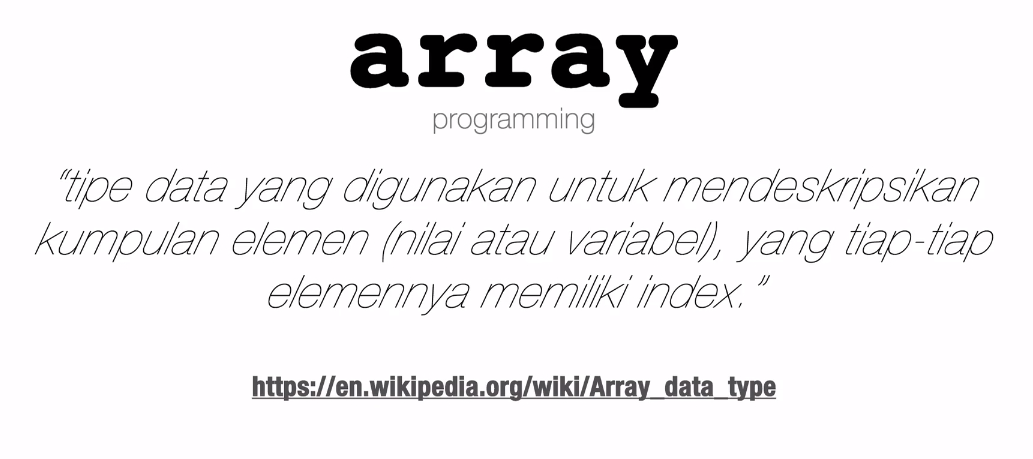 array
programming
“tipe data yang digunakan untuk mendeskripsikan
kumpulan elemen (nilai atau variabel), yang tiap-tiap
elemennya memiliki index.”
https://en.wikipedia.org/wiki/Array_data_type